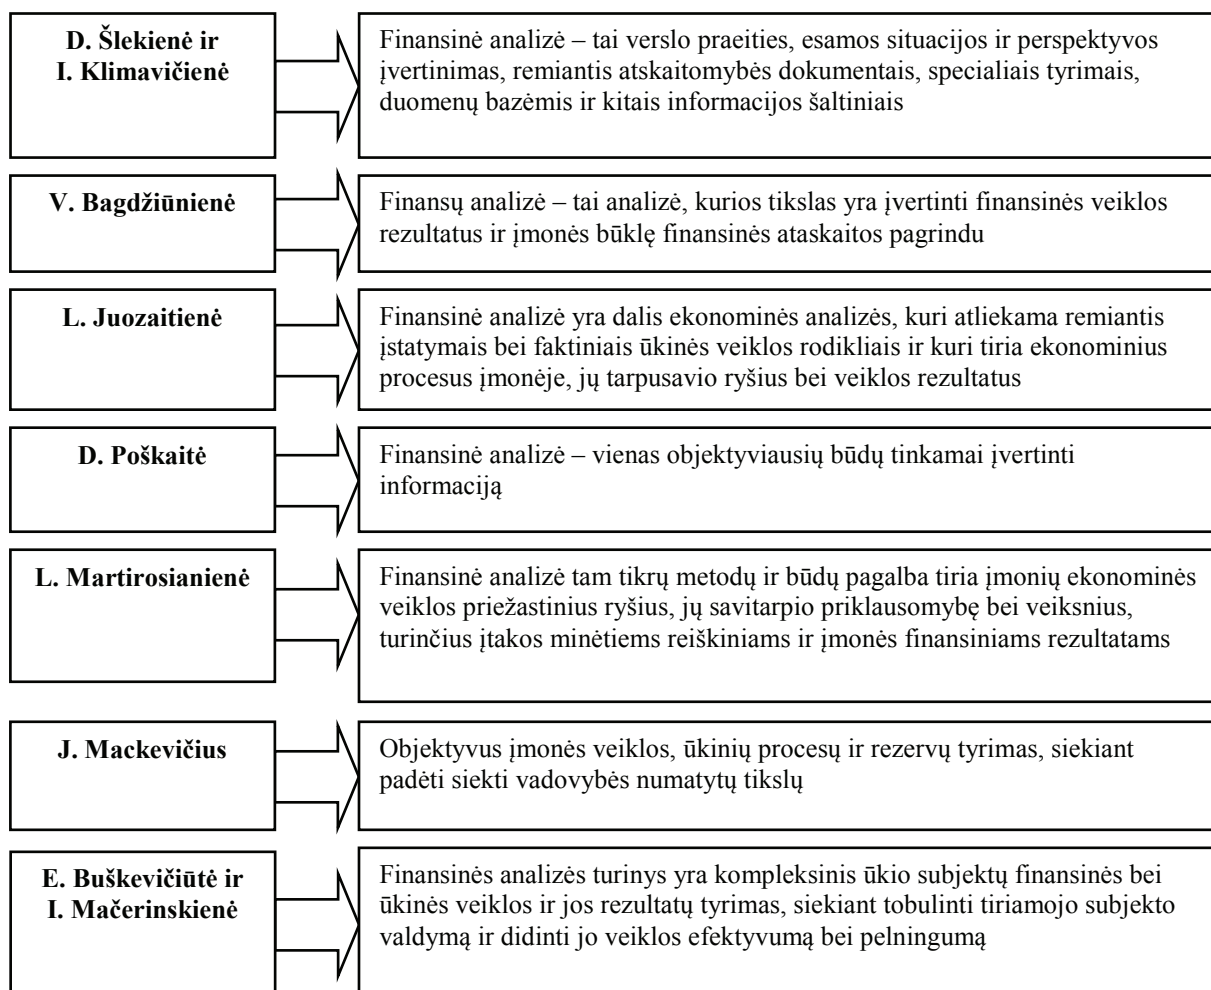 D. Šlekienė ir
I. Klimavičienė
Finansinė analizė – tai verslo praeities, esamos situacijos ir perspektyvos
įvertinimas, remiantis atskaitomybės dokumentais, specialiais tyrimais,
duomenų bazėmis ir kitais informacijos šaltiniais
V. Bagdžiūnienė
Finansų analizė – tai analizė, kurios tikslas yra įvertinti finansinės veiklos
rezultatus ir įmonės būklę finansinės ataskaitos pagrindu
L. Juozaitienė
Finansinė analizė yra dalis ekonominės analizės, kuri atliekama remiantis
įstatymais bei faktiniais ūkinės veiklos rodikliais ir kuri tiria ekonominius
procesus įmonėje, jų tarpusavio ryšius bei veiklos rezultatus
D. Poškaitė
Finansinė analizė – vienas objektyviausių būdų tinkamai įvertinti
informaciją
L. Martirosianienė
Finansinė analizė tam tikrų metodų ir būdų pagalba tiria įmonių ekonominės
veiklos priežastinius ryšius, jų savitarpio priklausomybę bei veiksnius,
turinčius įtakos minėtiems reiškiniams ir įmonės finansiniams rezultatams
J. Mackevičius
Objektyvus įmonės veiklos, ūkinių procesų ir rezervų tyrimas, siekiant
padėti siekti vadovybės numatytų tikslų
E. Buškevičiūtė ir
I. Mačerinskienė
Finansinės analizės turinys yra kompleksinis ūkio subjektų finansinės bei
ūkinės veiklos ir jos rezultatų tyrimas, siekiant tobulinti tiriamojo subjekto
valdymą ir didinti jo veiklos efektyvumą bei pelningumą